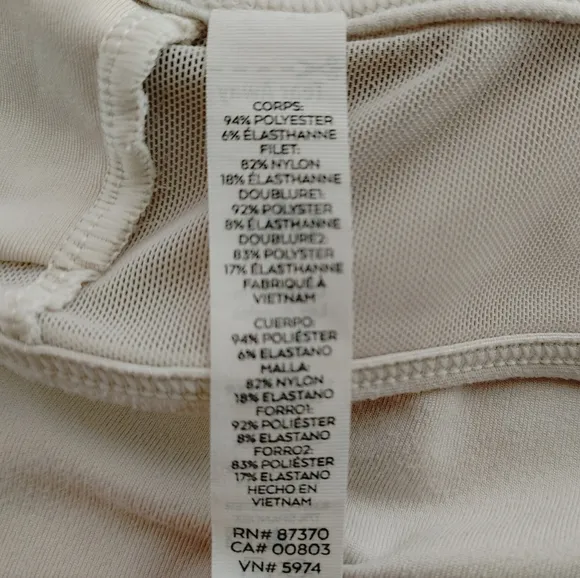 CORPS:
94% POLYESTER
6% ÉLASTHANNE
FILET:
82% NYLON
18% ÉLASTHANNE
DOUBLURE1:
92% POLYSTER
8% ÉLASTHANNE
DOUBLURE2:
83% POLYSTER
17% ÉLASTHANNE
FABRIQUÉ À
VIETNAM
CUERPO:
94% POLIÉSTER
6% ELASTANO
MALLA:
82% NYLON
18% ELASTANO
FORRO1:
92% POLIÉSTER
8% ELASTANO
FORRO2:
83% POLIÉSTER
17% ELASTANO
HECHO EN
VIETNAM
RN# 87370
CA# 00803
VN# 5974